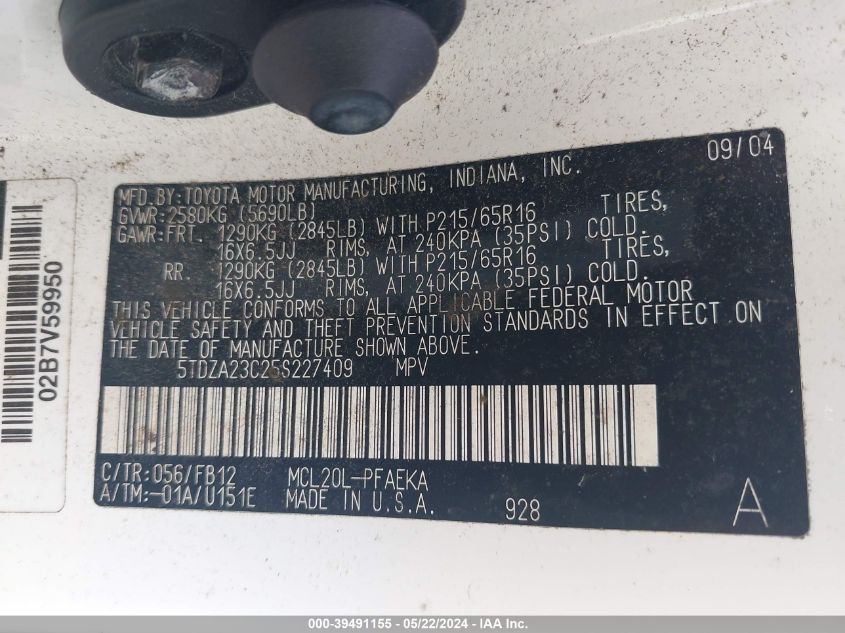 09/04
MFD.BY:TOYOTA MOTOR MANUFACTURING, INDIANA, INC.
GVWR:2580KG (5690LB)
GAWR:FRT. 1290KG (2845LB) WITH P215/65R16 TIRES,
16X6.5JJ RIMS, AT 240KPA (35PSI) COLD.
RR. 1290KG (2845LB) WITH P215/65R16 TIRES,
16X6.5JJ RIMS, AT 240KPA (35PSI) COLD.
THIS VEHICLE CONFORMS TO ALL APPLICABLE FEDERAL MOTOR
VEHICLE SAFETY AND THEFT PREVENTION STANDARDS IN EFFECT ON
THE DATE OF MANUFACTURE SHOWN ABOVE.
5TDZA23C25S227409 MPV
C/TR:056/FB12 MCL20L-PFAEKA
A/TM:-01A/U151E MADE IN U.S.A. 928 A
02B7V59950
000-39491155 - 05/22/2024 - IAA Inc.